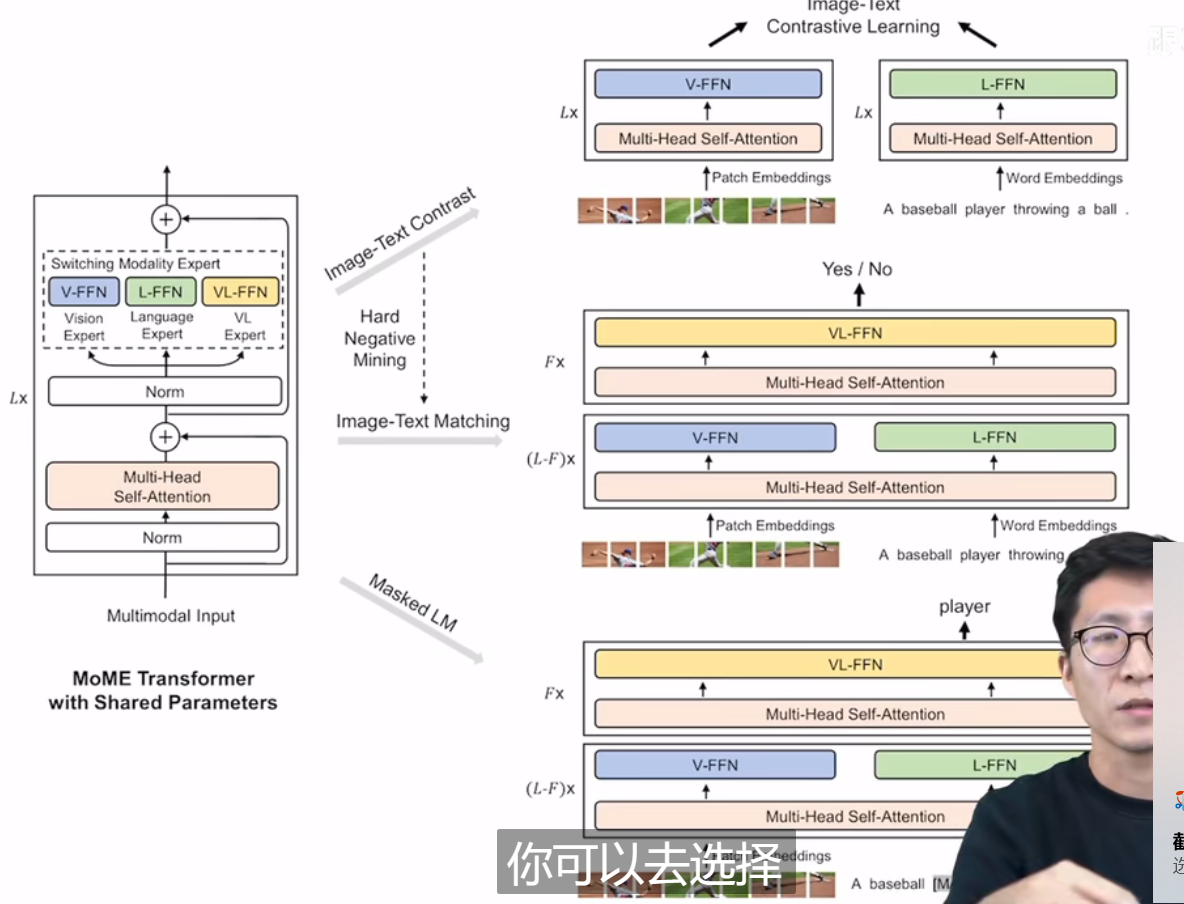 Image-Text
Contrastive Learning
V-FFN
L-FFN
Lx
Multi-Head Self-Attention
Lx
Multi-Head Self-Attention
Patch Embeddings
Word Embeddings
A baseball player throwing a ball .
Switching Modality Expert
V-FFN
L-FFN
VL-FFN
Vision
Expert
Language
Expert
VL
Expert
Norm
Lx
Multi-Head
Self-Attention
Norm
Multimodal Input
MoME Transformer
with Shared Parameters
Image-Text Contrast
Hard
Negative
Mining
Image-Text Matching
Masked LM
Yes / No
VL-FFN
Fx
Multi-Head Self-Attention
V-FFN
L-FFN
(L-F)x
Multi-Head Self-Attention
Patch Embeddings
Word Embeddings
A baseball player throwing
player
VL-FFN
Fx
Multi-Head Self-Attention
V-FFN
L-FFN
(L-F)x
Multi-Head Self-Attention
Patch Embeddings
A baseball [M
你可以去选择